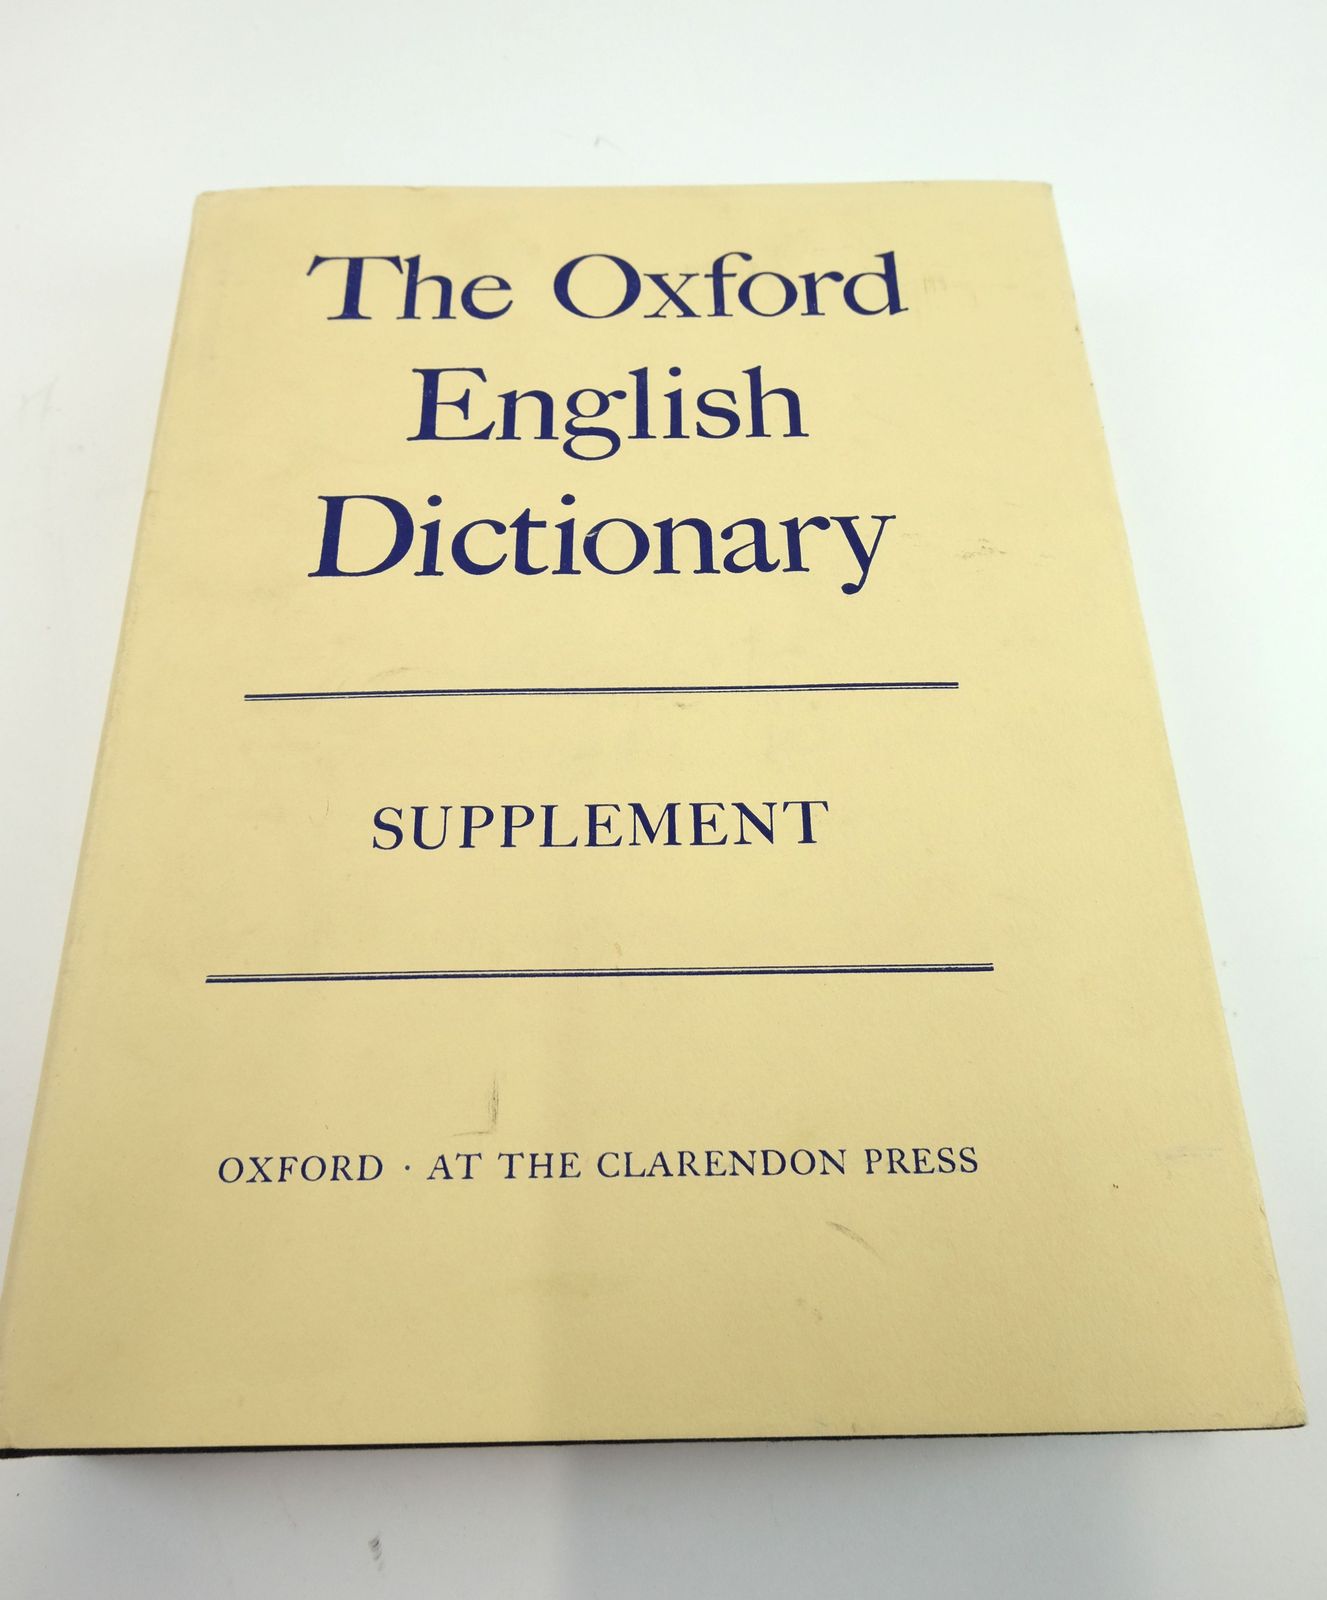 The Oxford
English
Dictionary
SUPPLEMENT
OXFORD · AT THE CLARENDON PRESS